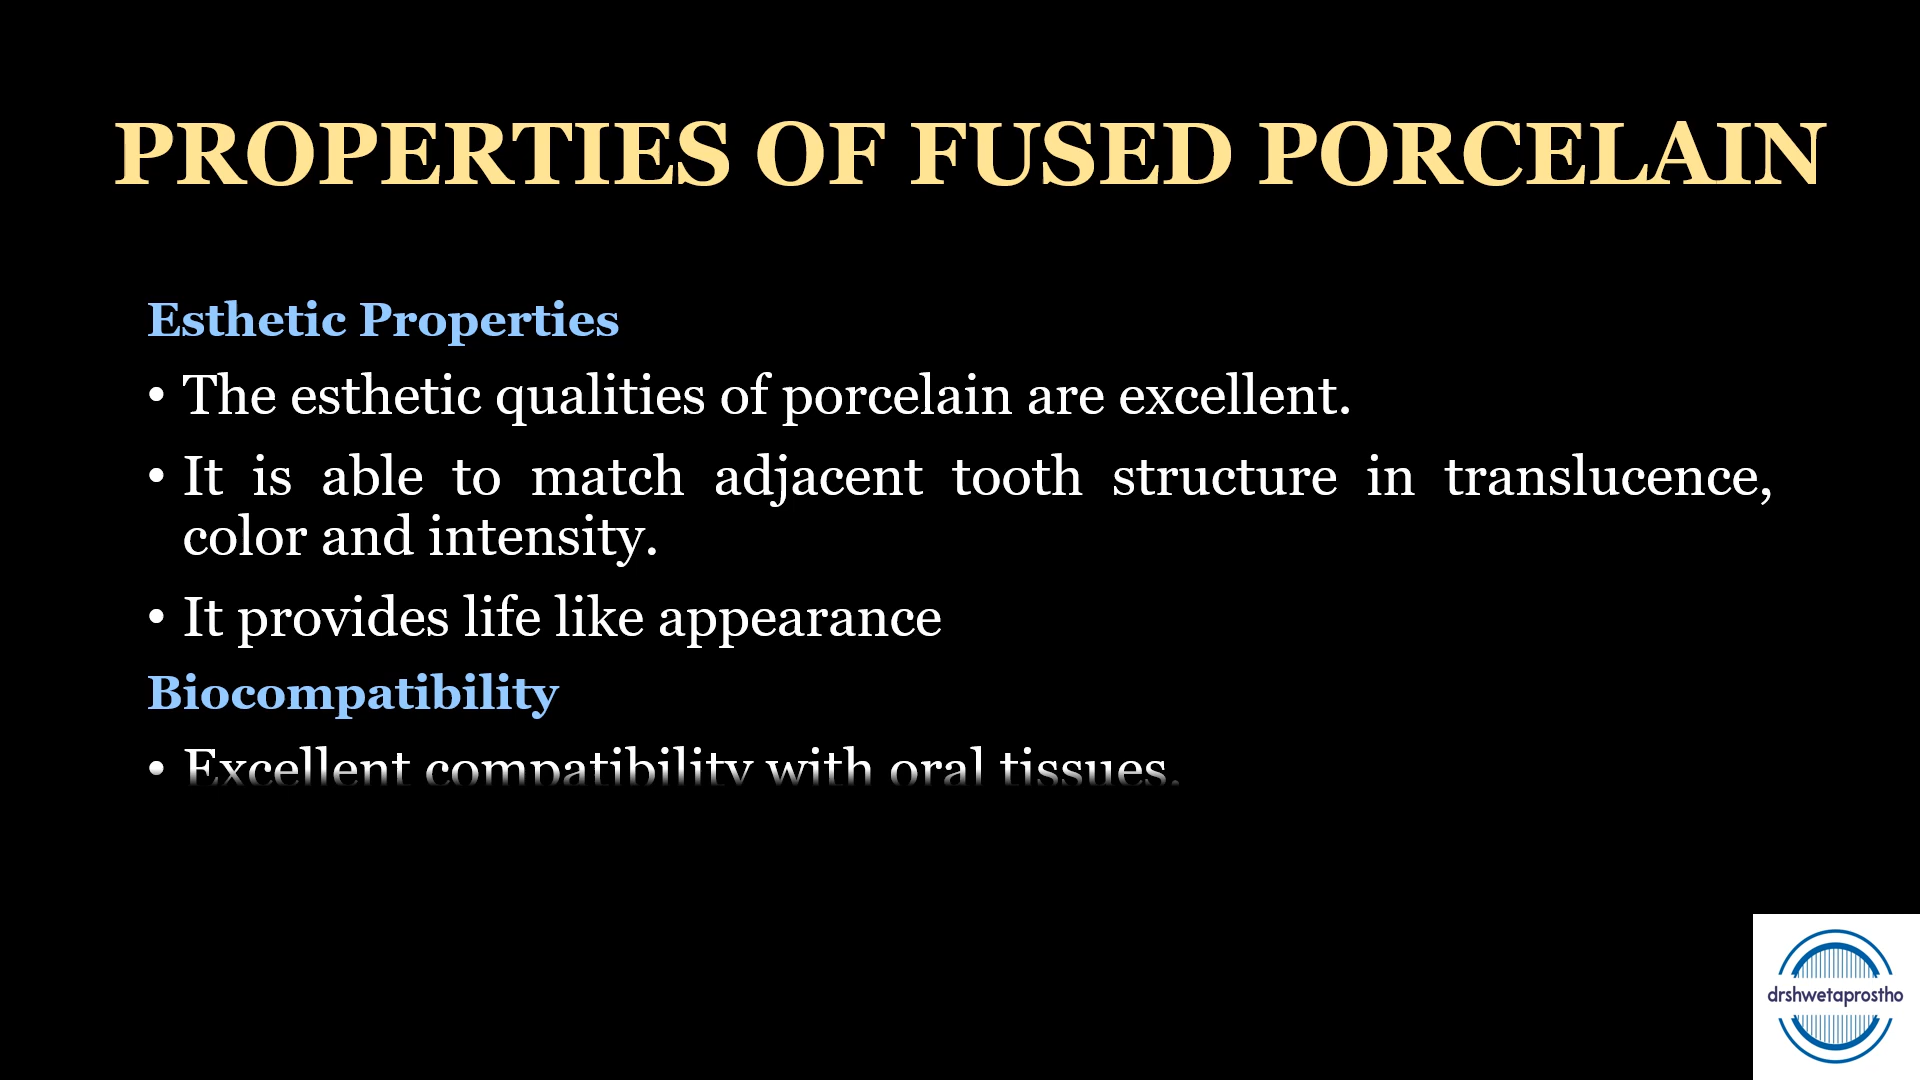 PROPERTIES OF FUSED PORCELAIN
Esthetic Properties
• The esthetic qualities of porcelain are excellent.
• It is able to match adjacent tooth structure in translucence,
color and intensity.
• It provides life like appearance
Biocompatibility
• Excellent compatibility with oral tissues.
drshwetaprostho